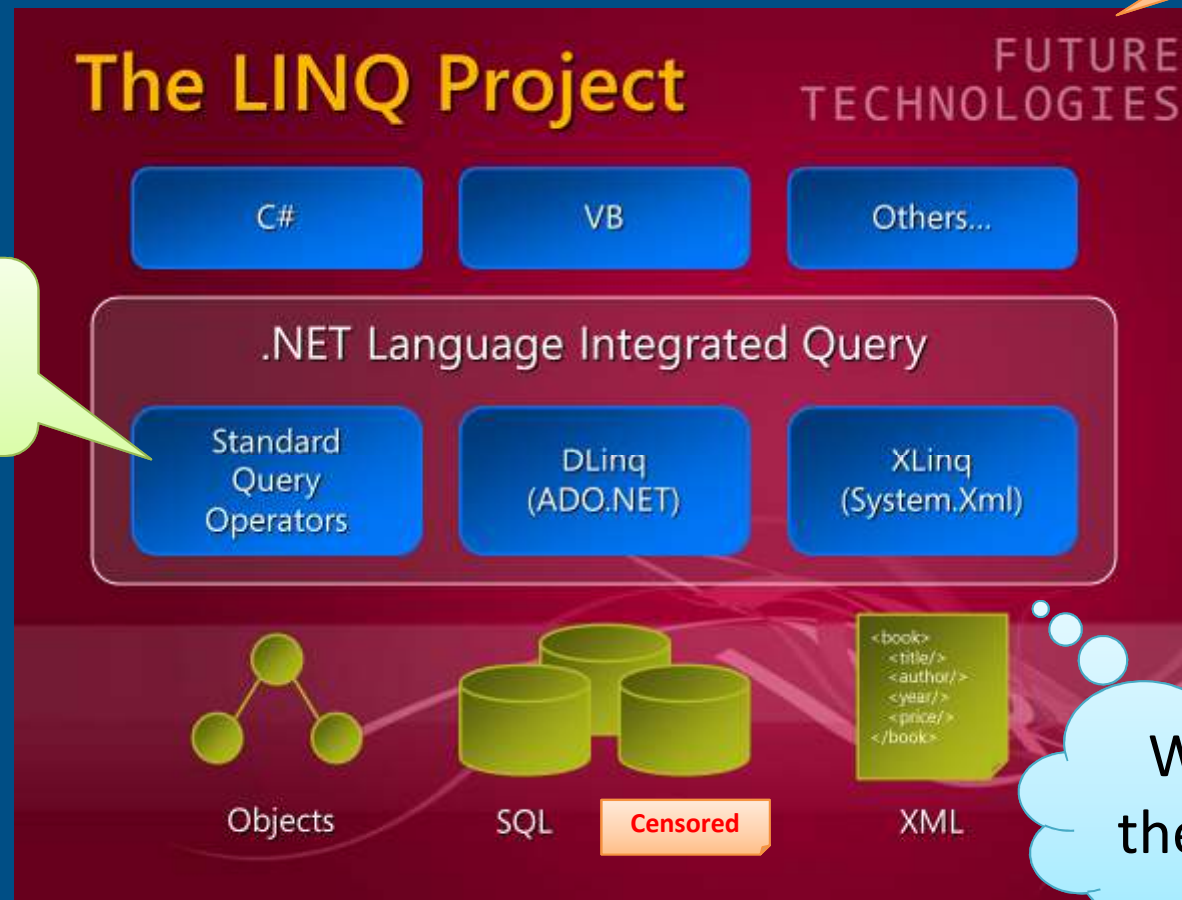 The LINQ Project
FUTURE
TECHNOLOGIES
C#
VB
Others...
.NET Language Integrated Query
Standard
Query
Operators
DLinq
(ADO.NET)
XLinq
(System.Xml)
<book>
<title/>
<author/>
<year/>
<price/>
</book>
Objects
SQL
Censored
XML